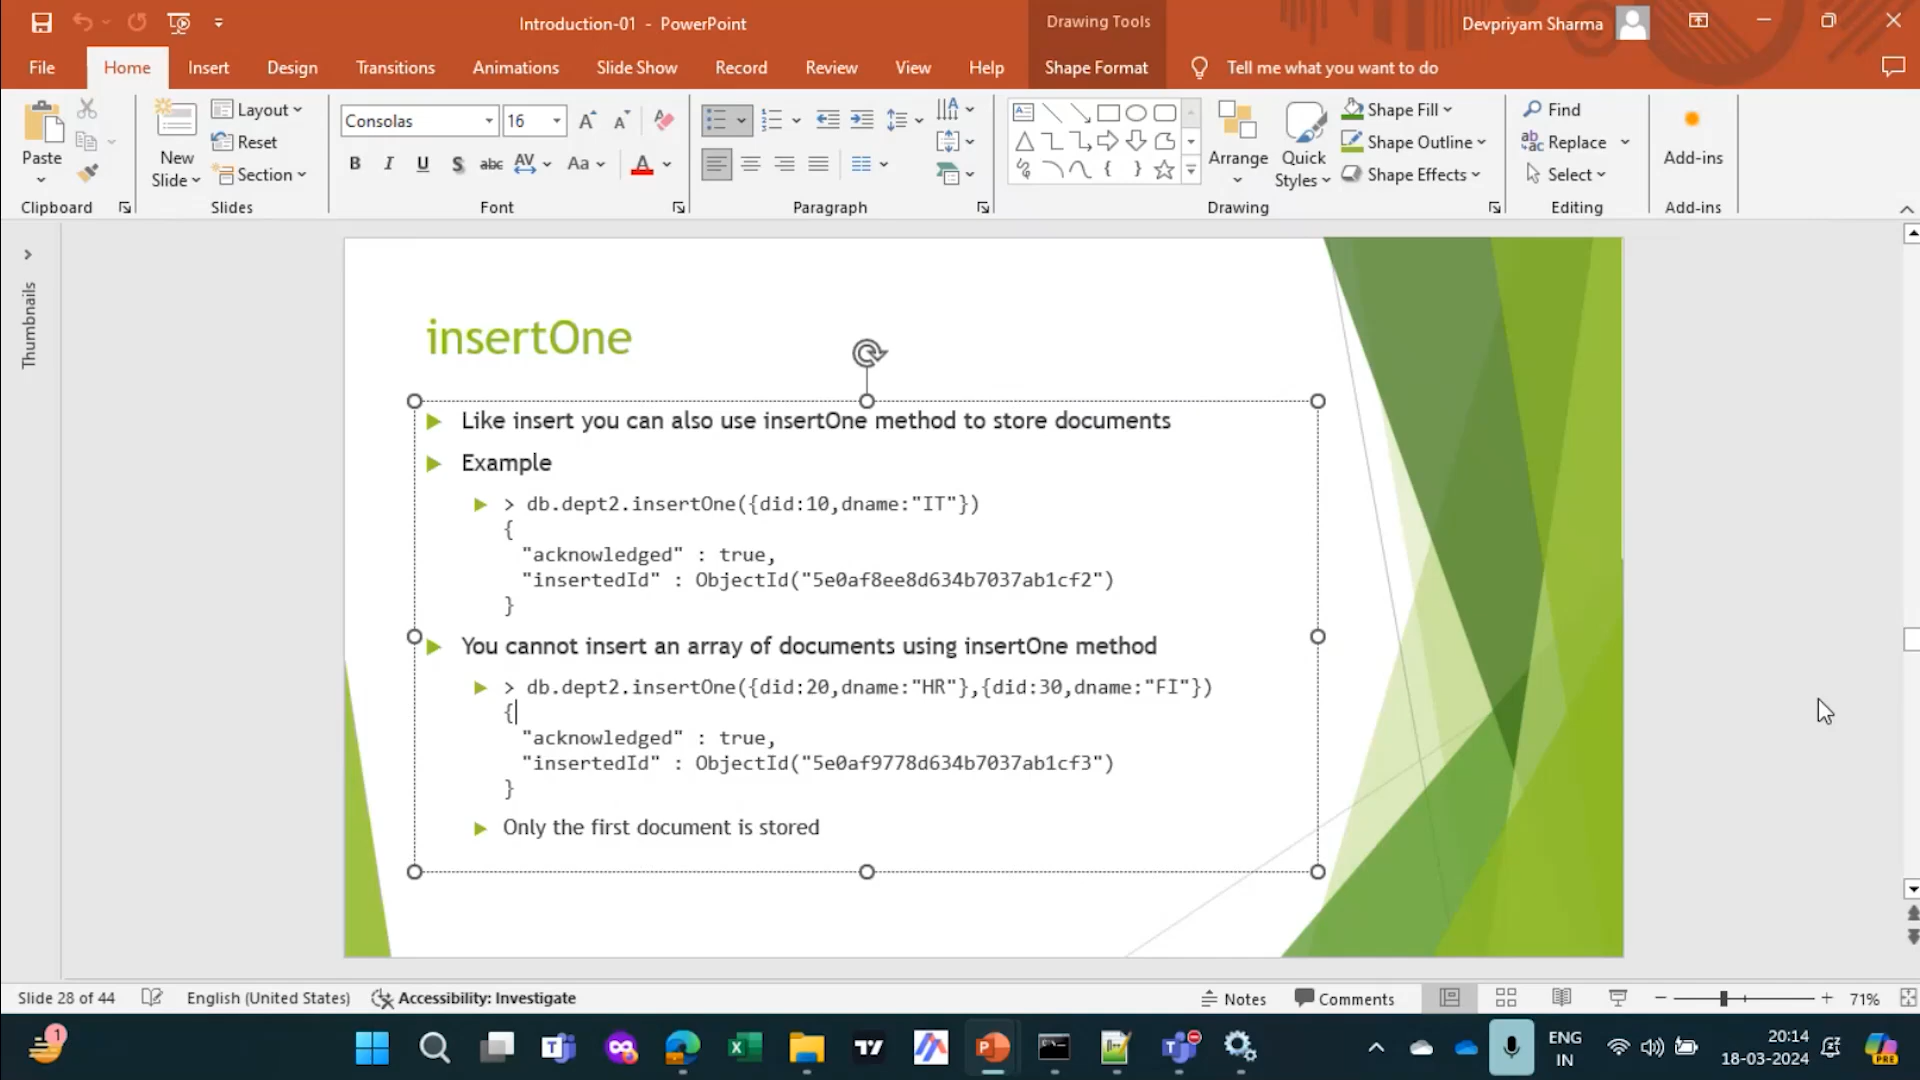 Introduction-01 - PowerPoint
Drawing Tools
Devpriyam Sharma
File
Home
Insert
Design
Transitions
Animations
Slide Show
Record
Review
View
Help
Shape Format
Tell me what you want to do
Paste
Clipboard
New
Slide
Layout
Reset
Section
Slides
Consolas
16
B I U S abc AV Aa A
Font
Paragraph
Arrange
Quick
Styles
Shape Fill
Shape Outline
Shape Effects
Drawing
Find
Replace
Select
Editing
Add-ins
Add-ins
Thumbnails
insertOne
Like insert you can also use insertOne method to store documents
Example
> db.dept2.insertOne({did:10,dname:"IT"})
{
"acknowledged" : true,
"insertedId" : ObjectId("5e0af8ee8d634b7037ab1cf2")
}
You cannot insert an array of documents using insertOne method
> db.dept2.insertOne({did:20,dname:"HR"},{did:30,dname:"FI"})
{
"acknowledged" : true,
"insertedId" : ObjectId("5e0af9778d634b7037ab1cf3")
}
Only the first document is stored
Slide 28 of 44
English (United States)
Accessibility: Investigate
Notes
Comments
71%
1
ENG
IN
20:14
18-03-2024
PRE